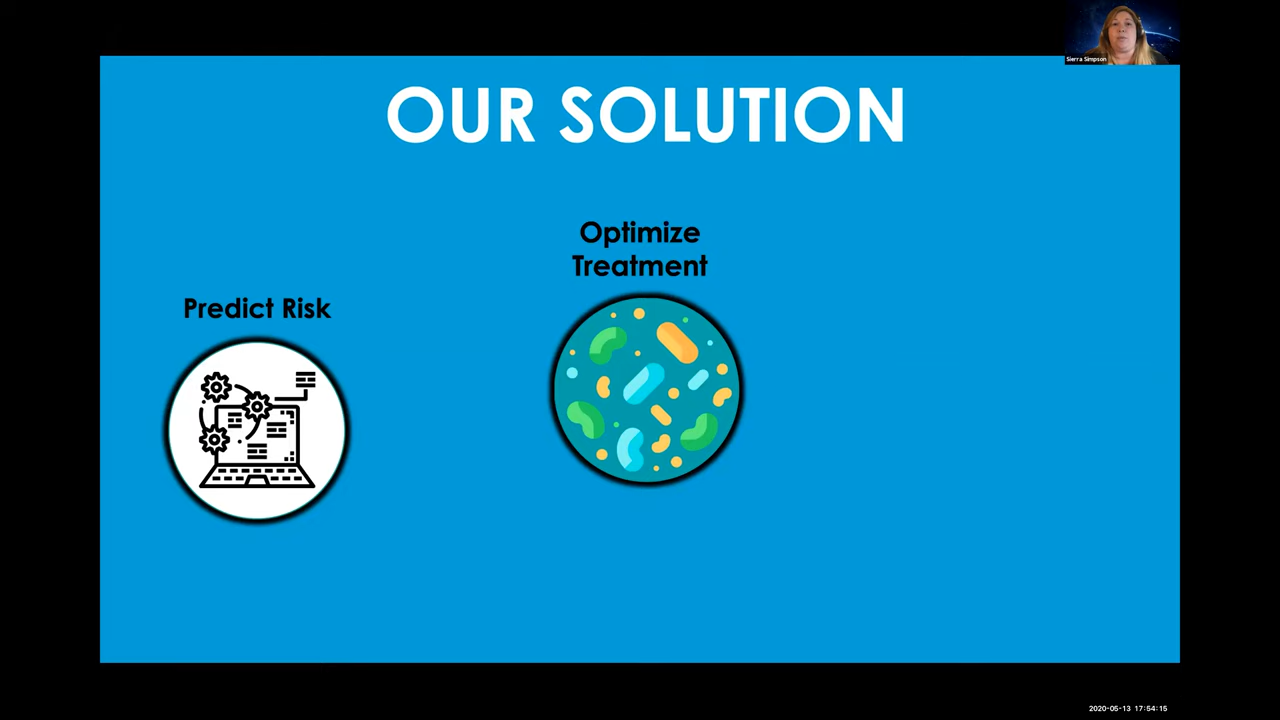 Sierra Simpson
OUR SOLUTION
Optimize
Treatment
Predict Risk
2020-05-13 17:54:15